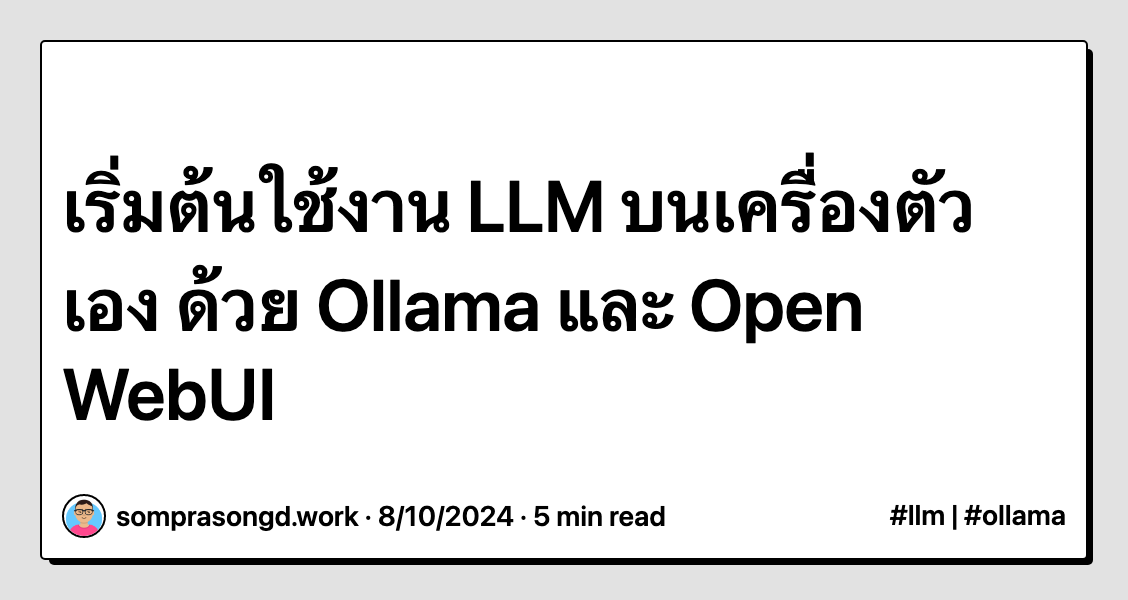 เริ่มต้นใช้งาน LLM บนเครื่องตัว
เอง ด้วย Ollama และ Open
WebUI
somprasongd.work · 8/10/2024 · 5 min read
#llm | #ollama